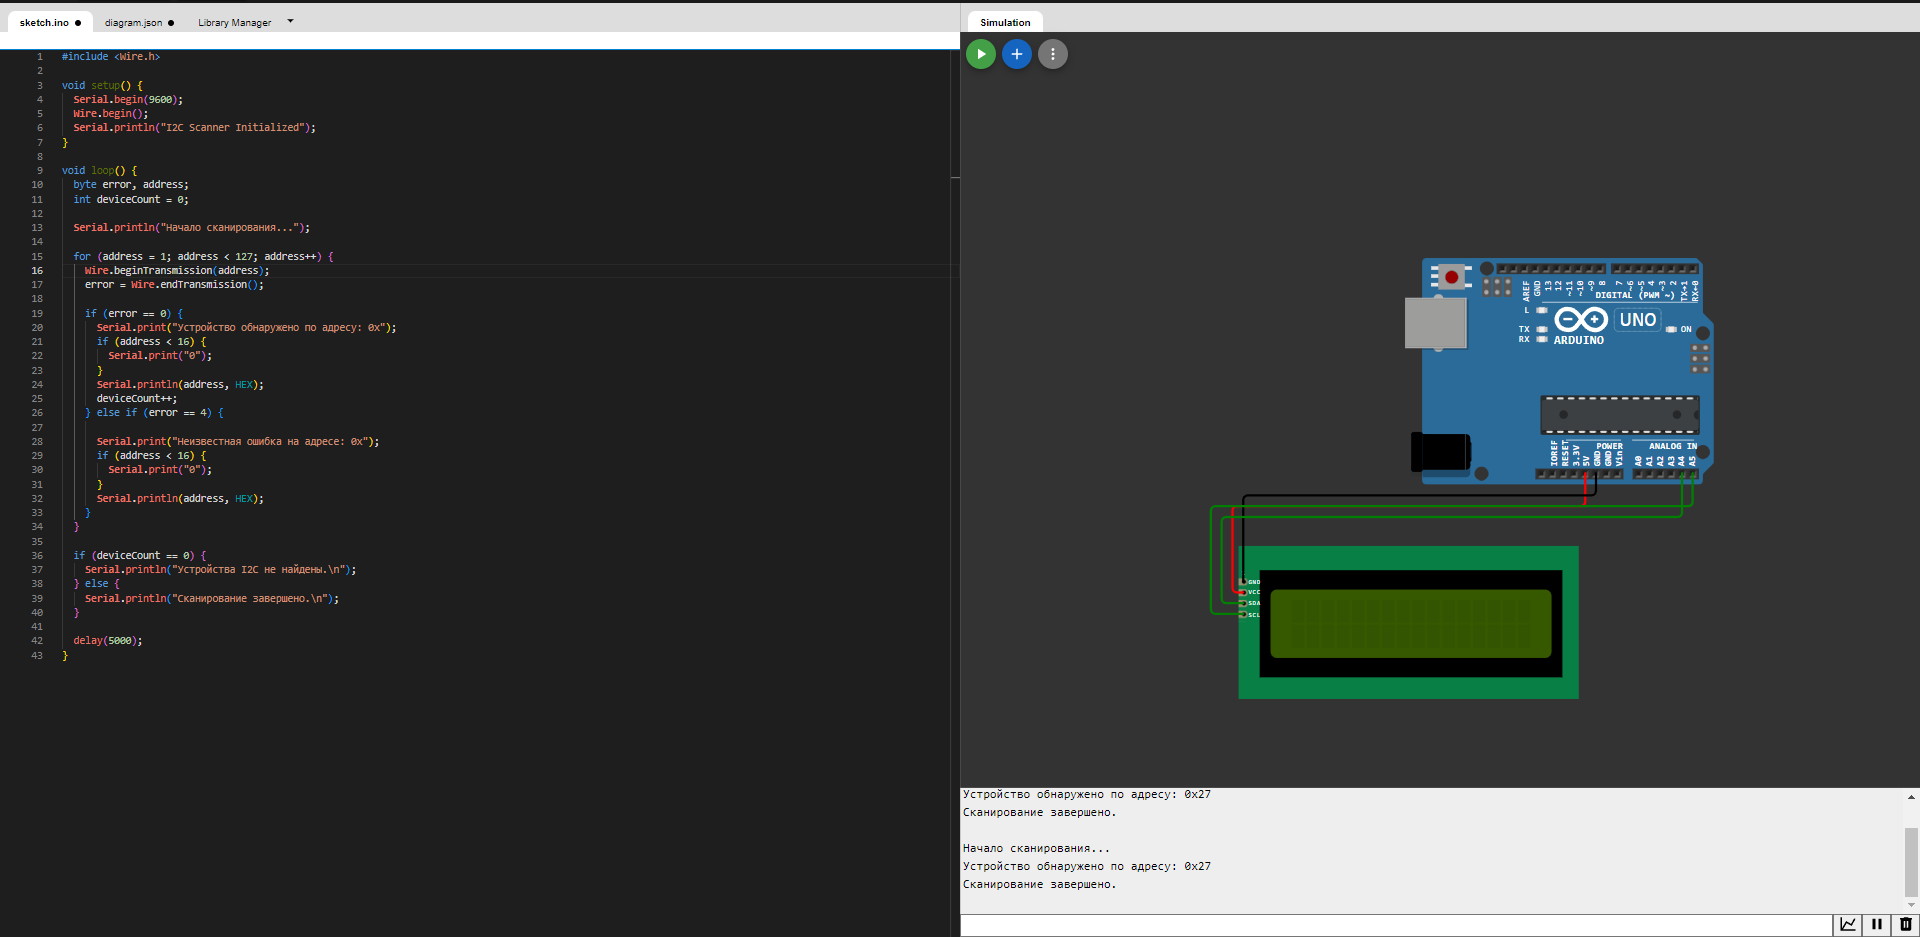 sketch.ino
diagram.json
Library Manager
Simulation
1 #include <Wire.h>
2
3 void setup() {
4 Serial.begin(9600);
5 Wire.begin();
6 Serial.println("I2C Scanner Initialized");
7 }
8
9 void loop() {
10 byte error, address;
11 int deviceCount = 0;
12
13 Serial.println("Начало сканирования...");
14
15 for (address = 1; address < 127; address++) {
16 Wire.beginTransmission(address);
17 error = Wire.endTransmission();
18
19 if (error == 0) {
20 Serial.print("Устройство обнаружено по адресу: 0x");
21 if (address < 16) {
22 Serial.print("0");
23 }
24 Serial.println(address, HEX);
25 deviceCount++;
26 } else if (error == 4) {
27
28 Serial.print("Неизвестная ошибка на адресе: 0x");
29 if (address < 16) {
30 Serial.print("0");
31 }
32 Serial.println(address, HEX);
33 }
34 }
35
36 if (deviceCount == 0) {
37 Serial.println("Устройства I2C не найдены.\n");
38 } else {
39 Serial.println("Сканирование завершено.\n");
40 }
41
42 delay(5000);
43 }
AREF GND 13 12 ~11 ~10 ~9 8 7 ~6 ~5 4 ~3 2 TX→1 RX←0
DIGITAL (PWM ~)
L
TX
RX
UNO
ON
ARDUINO
POWER
ANALOG IN
IOREF RESET 3.3V 5V GND GND Vin A0 A1 A2 A3 A4 A5
GND
VCC
SDA
SCL
Устройство обнаружено по адресу: 0x27
Сканирование завершено.
Начало сканирования...
Устройство обнаружено по адресу: 0x27
Сканирование завершено.